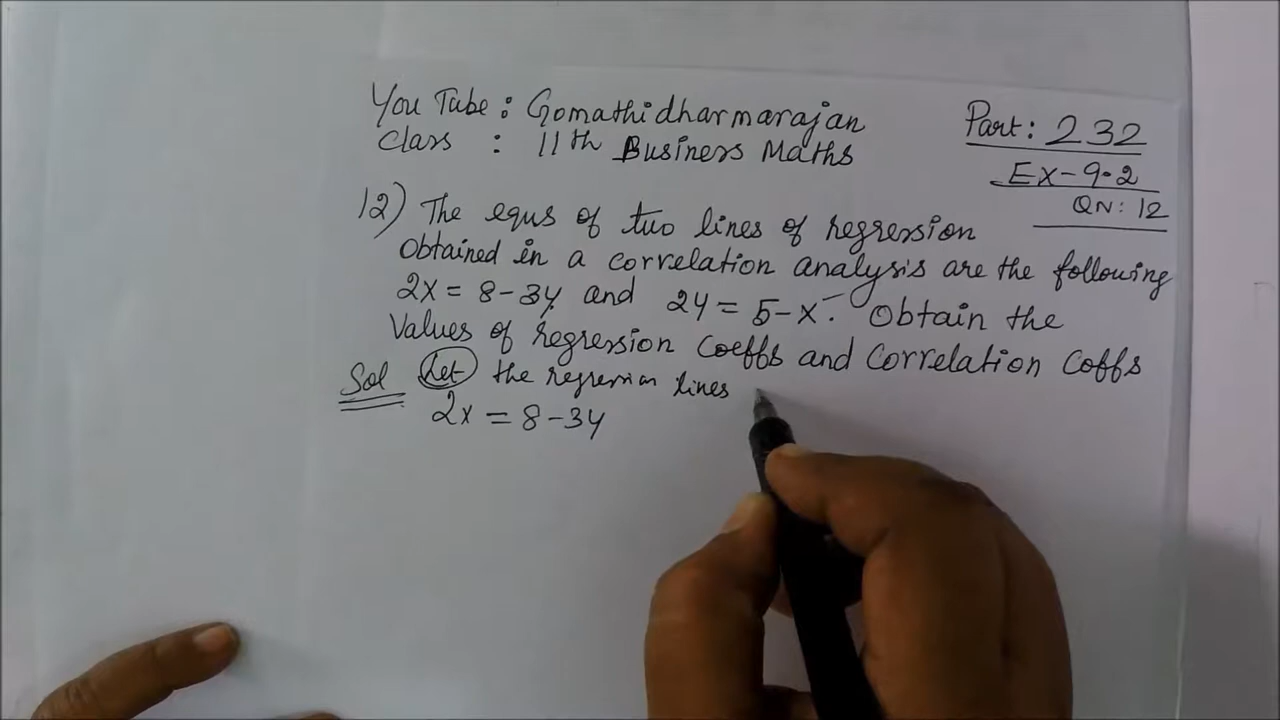 You Tube : Gomathidharmarajan
Class : 11th Business Maths
Part: 232
Ex-9.2
QN: 12
12) The equs of two lines of regression
Obtained in a correlation analysis are the following
2x = 8-3y and 2y = 5-x. Obtain the
Values of regression Coeffs and Correlation Coffs
Sol Let the regression lines
2x = 8-3y